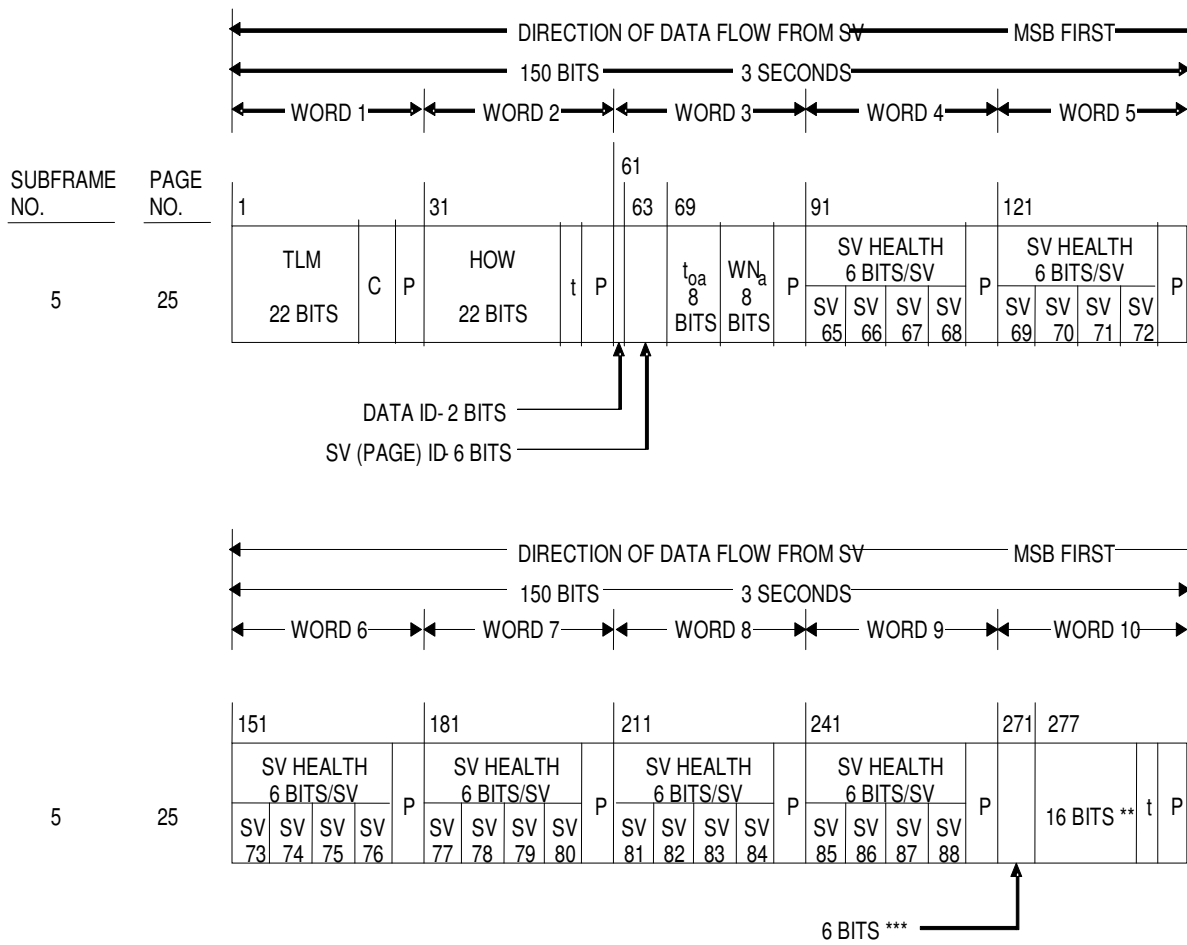 DIRECTION OF DATA FLOW FROM SV MSB FIRST
150 BITS 3 SECONDS
WORD 1 WORD 2 WORD 3 WORD 4 WORD 5
SUBFRAME NO. PAGE NO.
1 31 61 63 69 91 121
5 25
TLM 22 BITS C P
HOW 22 BITS t P
toa 8 BITS
WNa 8 BITS P
SV HEALTH 6 BITS/SV
SV 65 SV 66 SV 67 SV 68 P
SV HEALTH 6 BITS/SV
SV 69 SV 70 SV 71 SV 72 P
DATA ID- 2 BITS
SV (PAGE) ID- 6 BITS
DIRECTION OF DATA FLOW FROM SV MSB FIRST
150 BITS 3 SECONDS
WORD 6 WORD 7 WORD 8 WORD 9 WORD 10
151 181 211 241 271 277
5 25
SV HEALTH 6 BITS/SV
SV 73 SV 74 SV 75 SV 76 P
SV HEALTH 6 BITS/SV
SV 77 SV 78 SV 79 SV 80 P
SV HEALTH 6 BITS/SV
SV 81 SV 82 SV 83 SV 84 P
SV HEALTH 6 BITS/SV
SV 85 SV 86 SV 87 SV 88 P
16 BITS ** t P
6 BITS ***